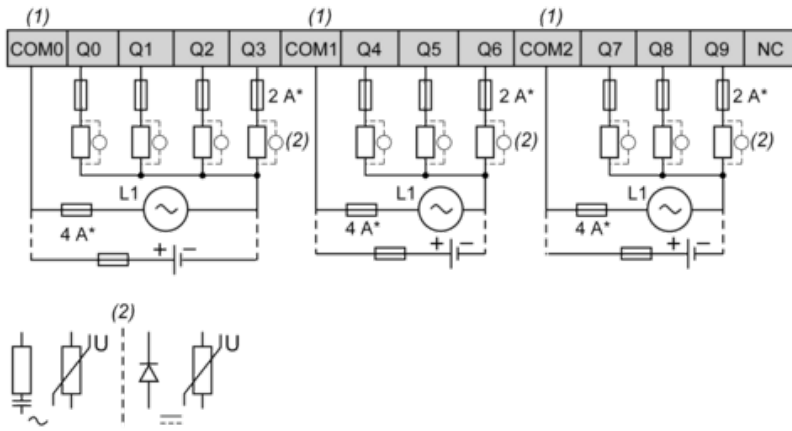 (1) (1) (1)
COM0 Q0 Q1 Q2 Q3 COM1 Q4 Q5 Q6 COM2 Q7 Q8 Q9 NC
2 A* 2 A* 2 A*
(2) (2) (2)
L1 L1 L1
4 A* 4 A* 4 A*
+ − + − + −
(2)
U U